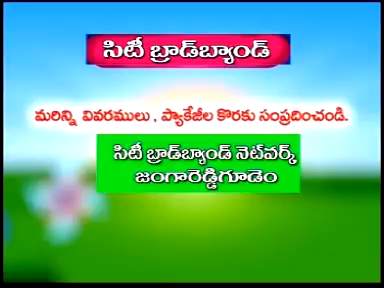 సిటీ బ్రాడ్‌బ్యాండ్
మరిన్ని వివరములు, ప్యాకేజీల కొరకు సంప్రదించండి.
సిటీ బ్రాడ్‌బ్యాండ్ నెట్‌వర్క్
జంగారెడ్డిగూడెం